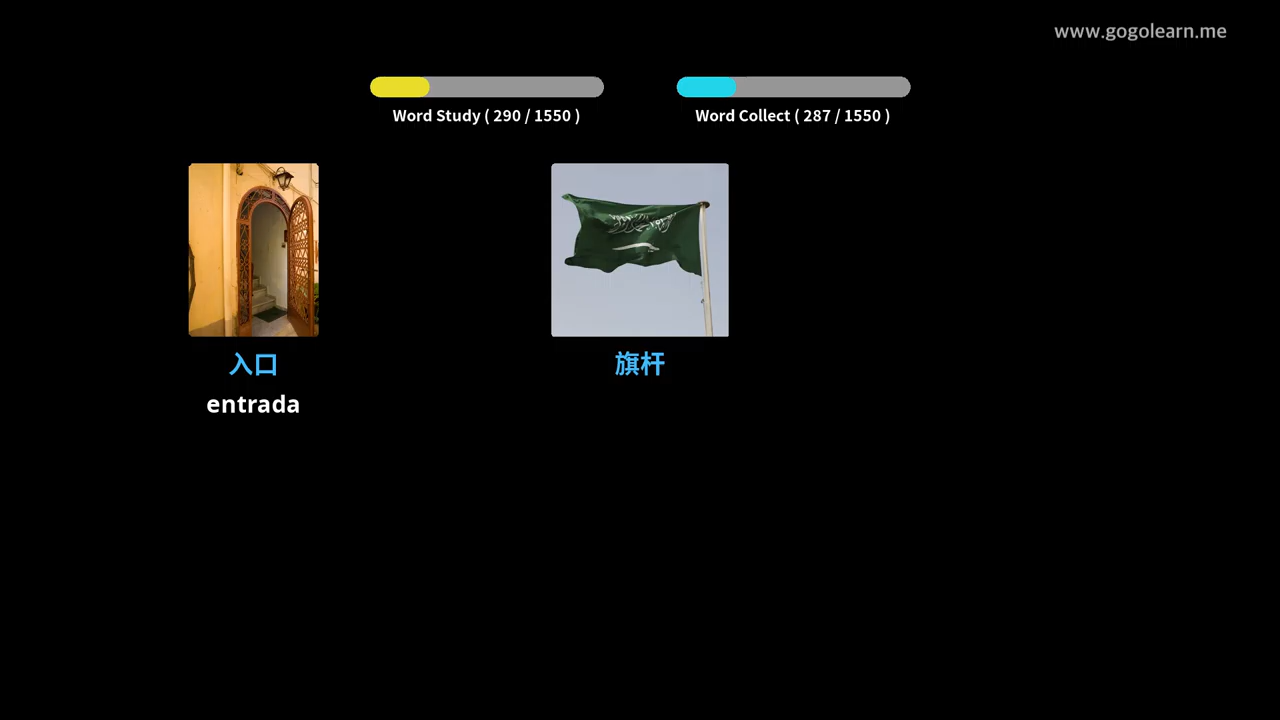 www.gogolearn.me
Word Study ( 290 / 1550 )
Word Collect ( 287 / 1550 )
入口
旗杆
entrada